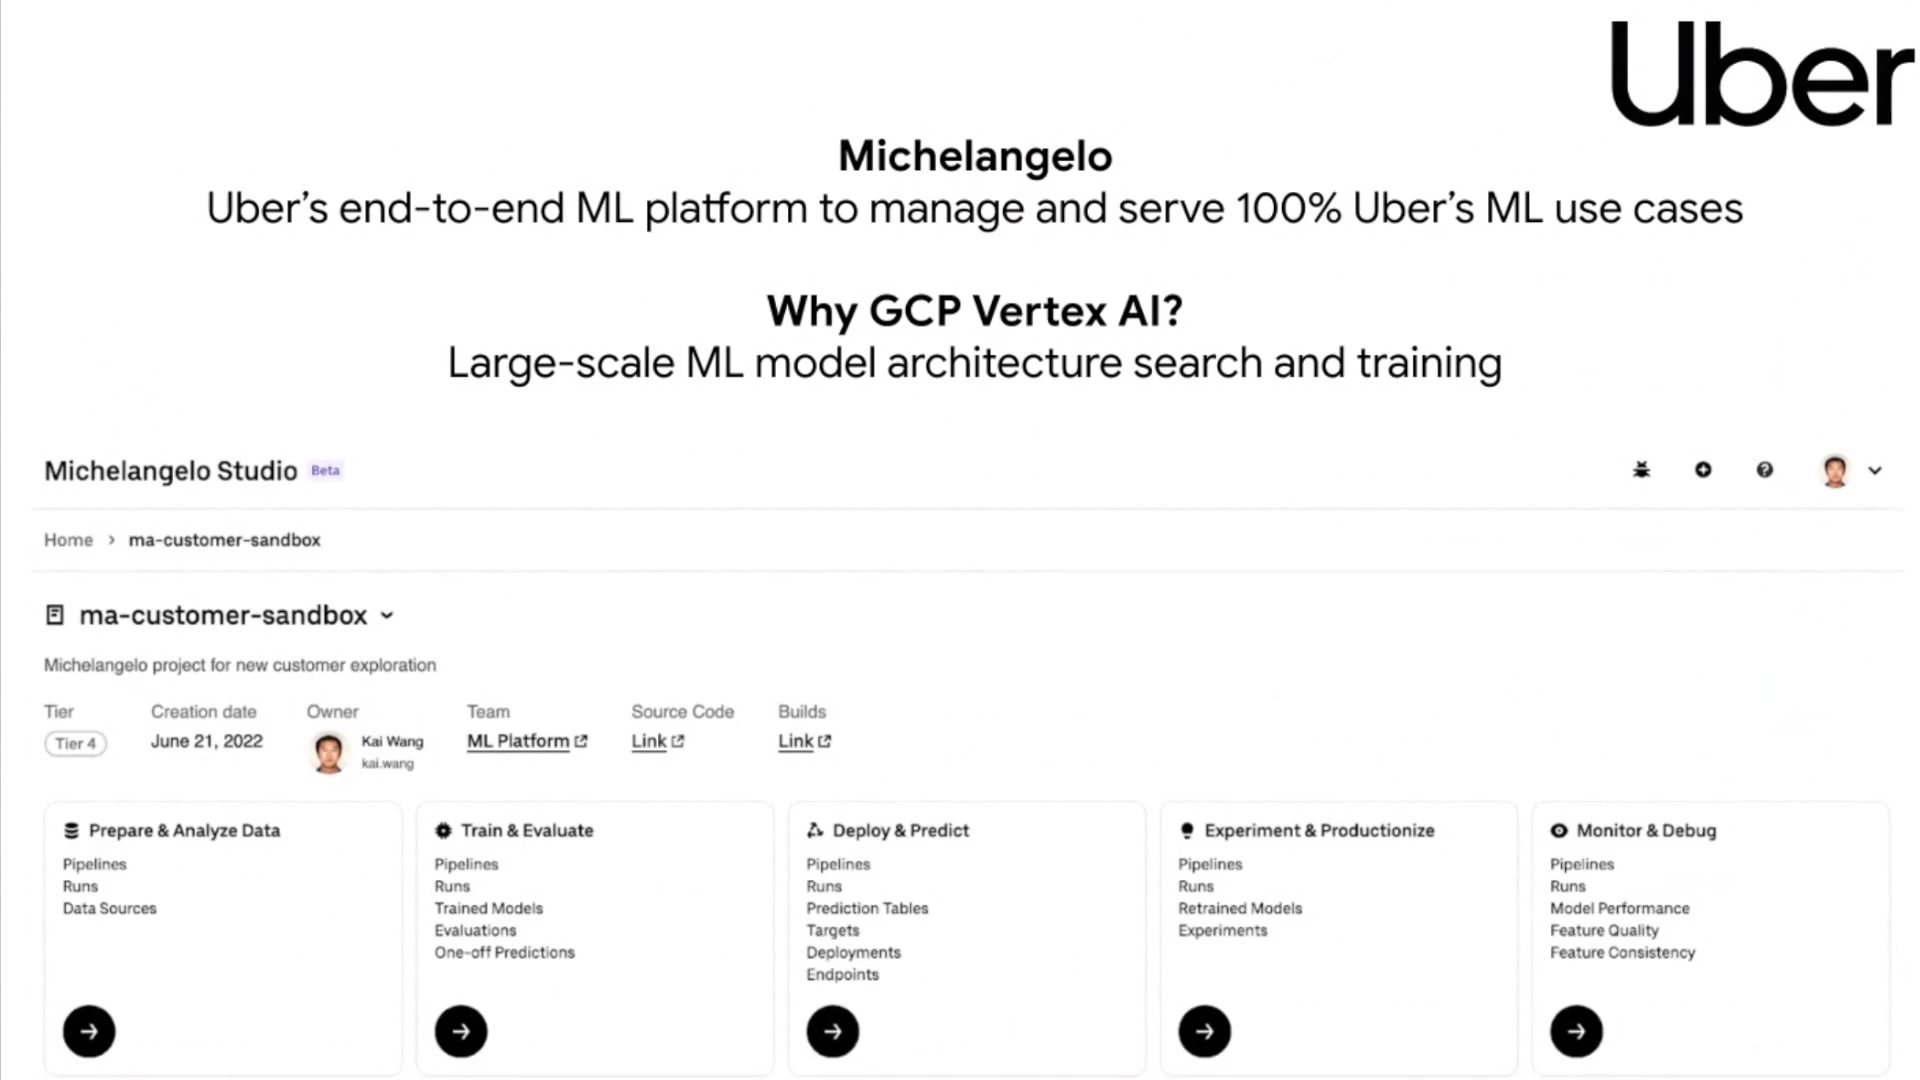 Uber
Michelangelo
Uber's end-to-end ML platform to manage and serve 100% Uber's ML use cases
Why GCP Vertex AI?
Large-scale ML model architecture search and training
Michelangelo Studio Beta
Home > ma-customer-sandbox
ma-customer-sandbox
Michelangelo project for new customer exploration
Tier Creation date Owner Team Source Code Builds
Tier 4 June 21, 2022 Kai Wang ML Platform Link Link
kai.wang
Prepare & Analyze Data
Pipelines
Runs
Data Sources
Train & Evaluate
Pipelines
Runs
Trained Models
Evaluations
One-off Predictions
Deploy & Predict
Pipelines
Runs
Prediction Tables
Targets
Deployments
Endpoints
Experiment & Productionize
Pipelines
Runs
Retrained Models
Experiments
Monitor & Debug
Pipelines
Runs
Model Performance
Feature Quality
Feature Consistency